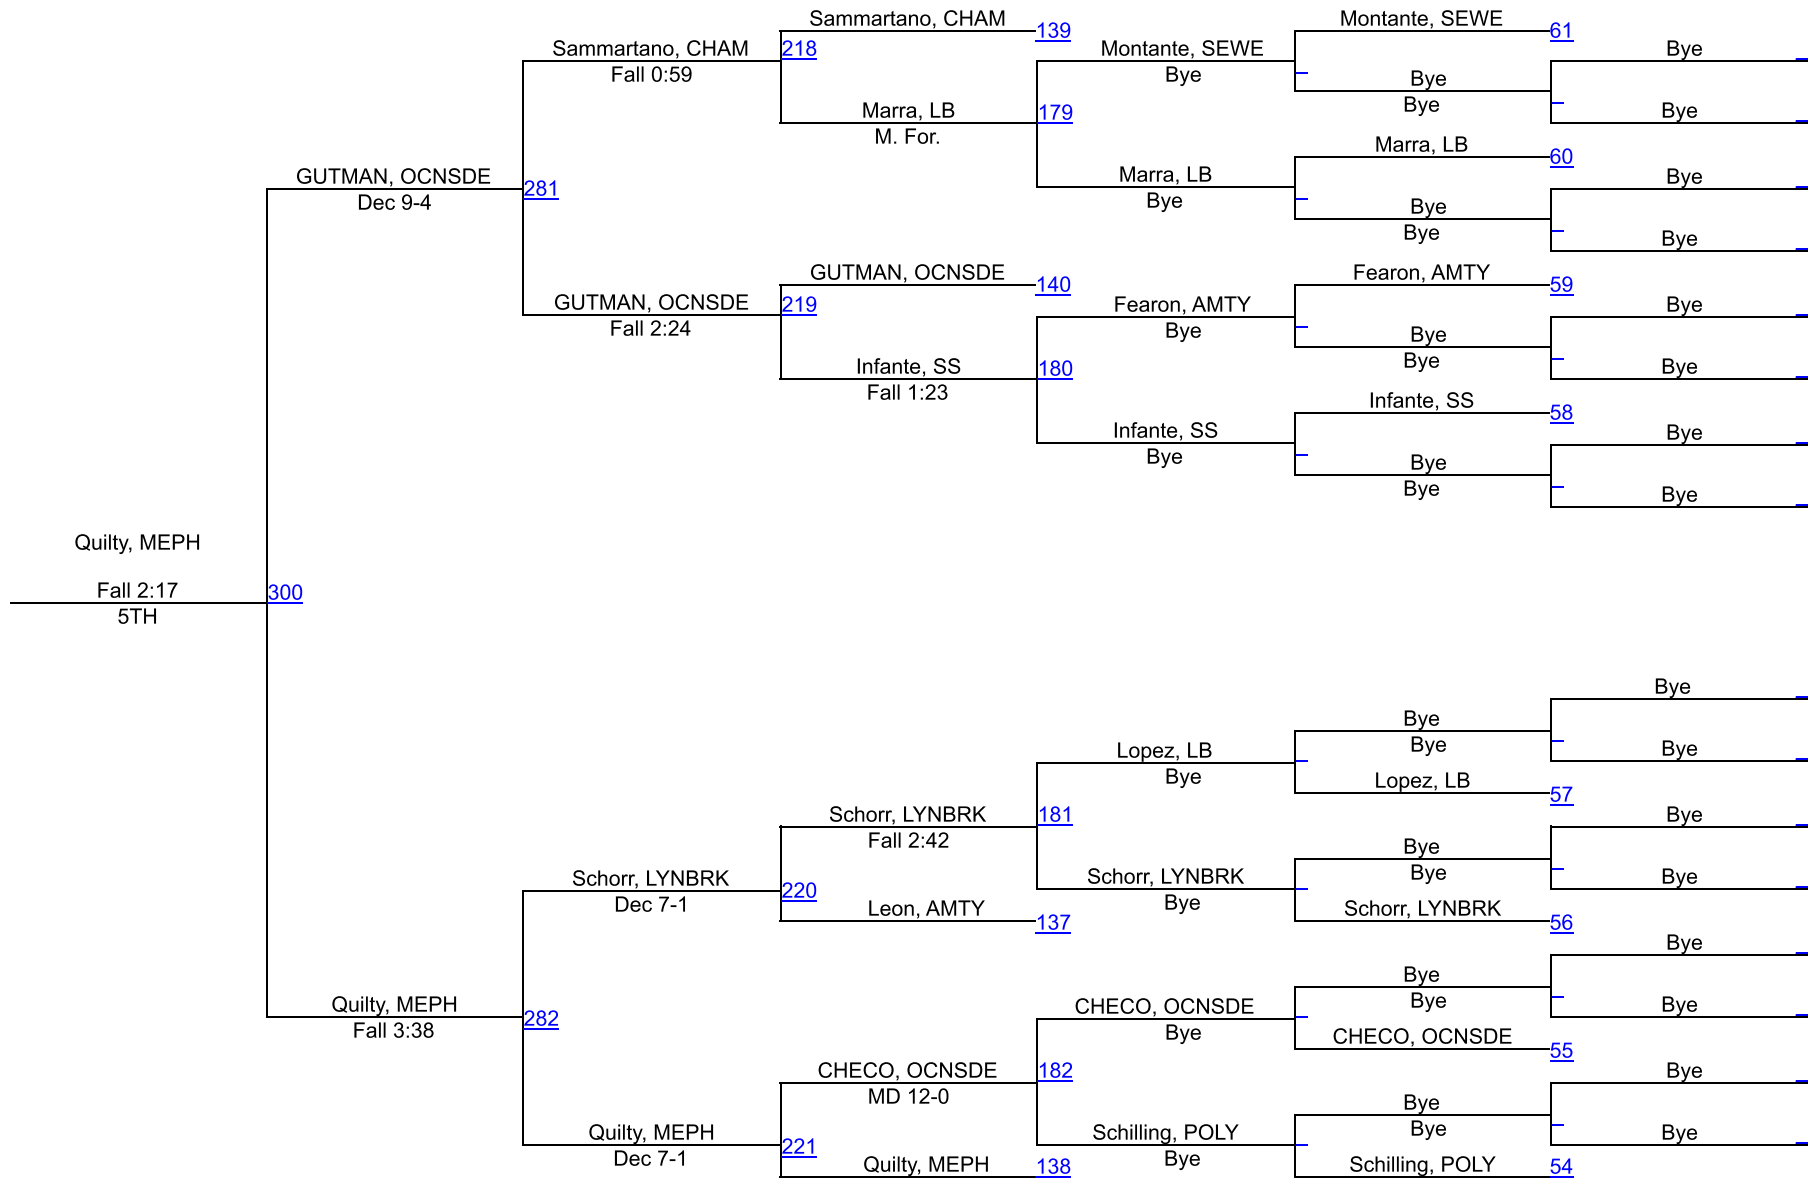 Sammartano, CHAM
139
Montante, SEWE
61
Sammartano, CHAM
218
Montante, SEWE
Bye
Fall 0:59
Bye
Bye
Bye
Marra, LB
179
Bye
M. For.
Marra, LB
60
GUTMAN, OCNSDE
281
Marra, LB
Bye
Dec 9-4
Bye
Bye
Bye
Bye
GUTMAN, OCNSDE
140
Fearon, AMTY
59
GUTMAN, OCNSDE
219
Fearon, AMTY
Bye
Fall 2:24
Bye
Bye
Bye
Infante, SS
180
Bye
Fall 1:23
Infante, SS
58
Infante, SS
Bye
Bye
Bye
Bye
Bye
Quilty, MEPH
Fall 2:17
300
5TH
Bye
Bye
Lopez, LB
Bye
Bye
Bye
Lopez, LB
57
Schorr, LYNBRK
181
Bye
Fall 2:42
Bye
Schorr, LYNBRK
220
Schorr, LYNBRK
Bye
Bye
Dec 7-1
Bye
Leon, AMTY
137
Schorr, LYNBRK
56
Bye
Bye
Quilty, MEPH
282
CHECO, OCNSDE
Bye
Bye
Fall 3:38
Bye
CHECO, OCNSDE
55
CHECO, OCNSDE
182
Bye
MD 12-0
Bye
Quilty, MEPH
221
Schilling, POLY
Bye
Bye
Dec 7-1
Bye
Quilty, MEPH
138
Schilling, POLY
54